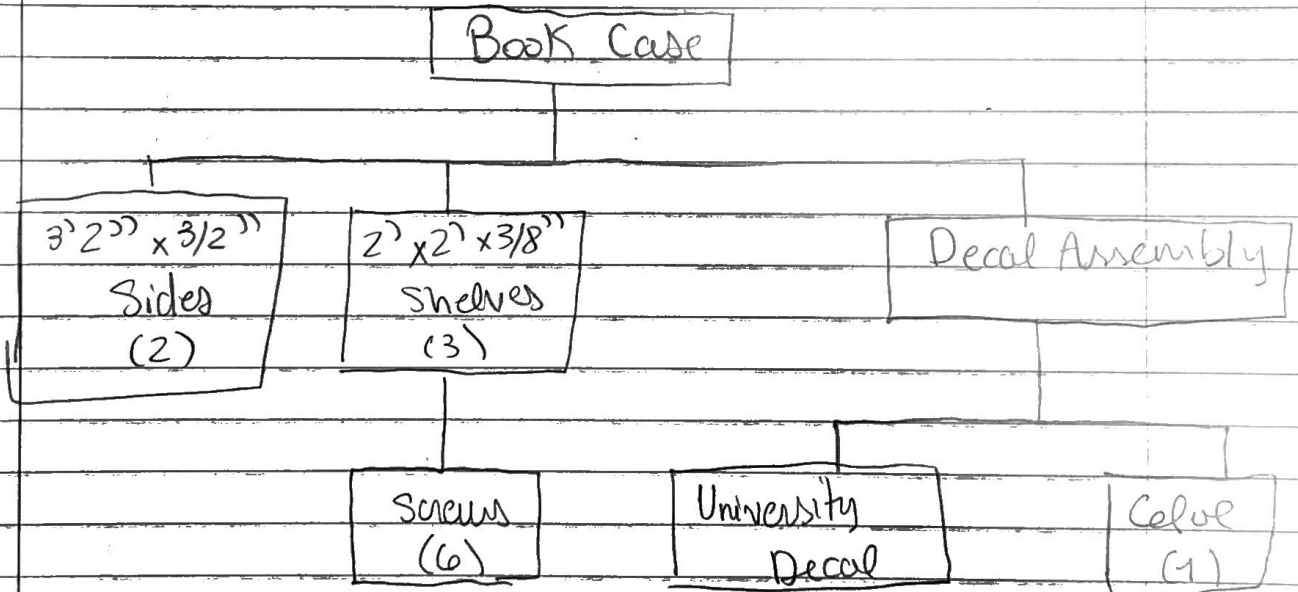 Book Case
3'2" x 3/2"
Sides
(2)
2' x 2' x 3/8"
Shelves
(3)
Decal Assembly
Screws
(6)
University
Decal
(1)